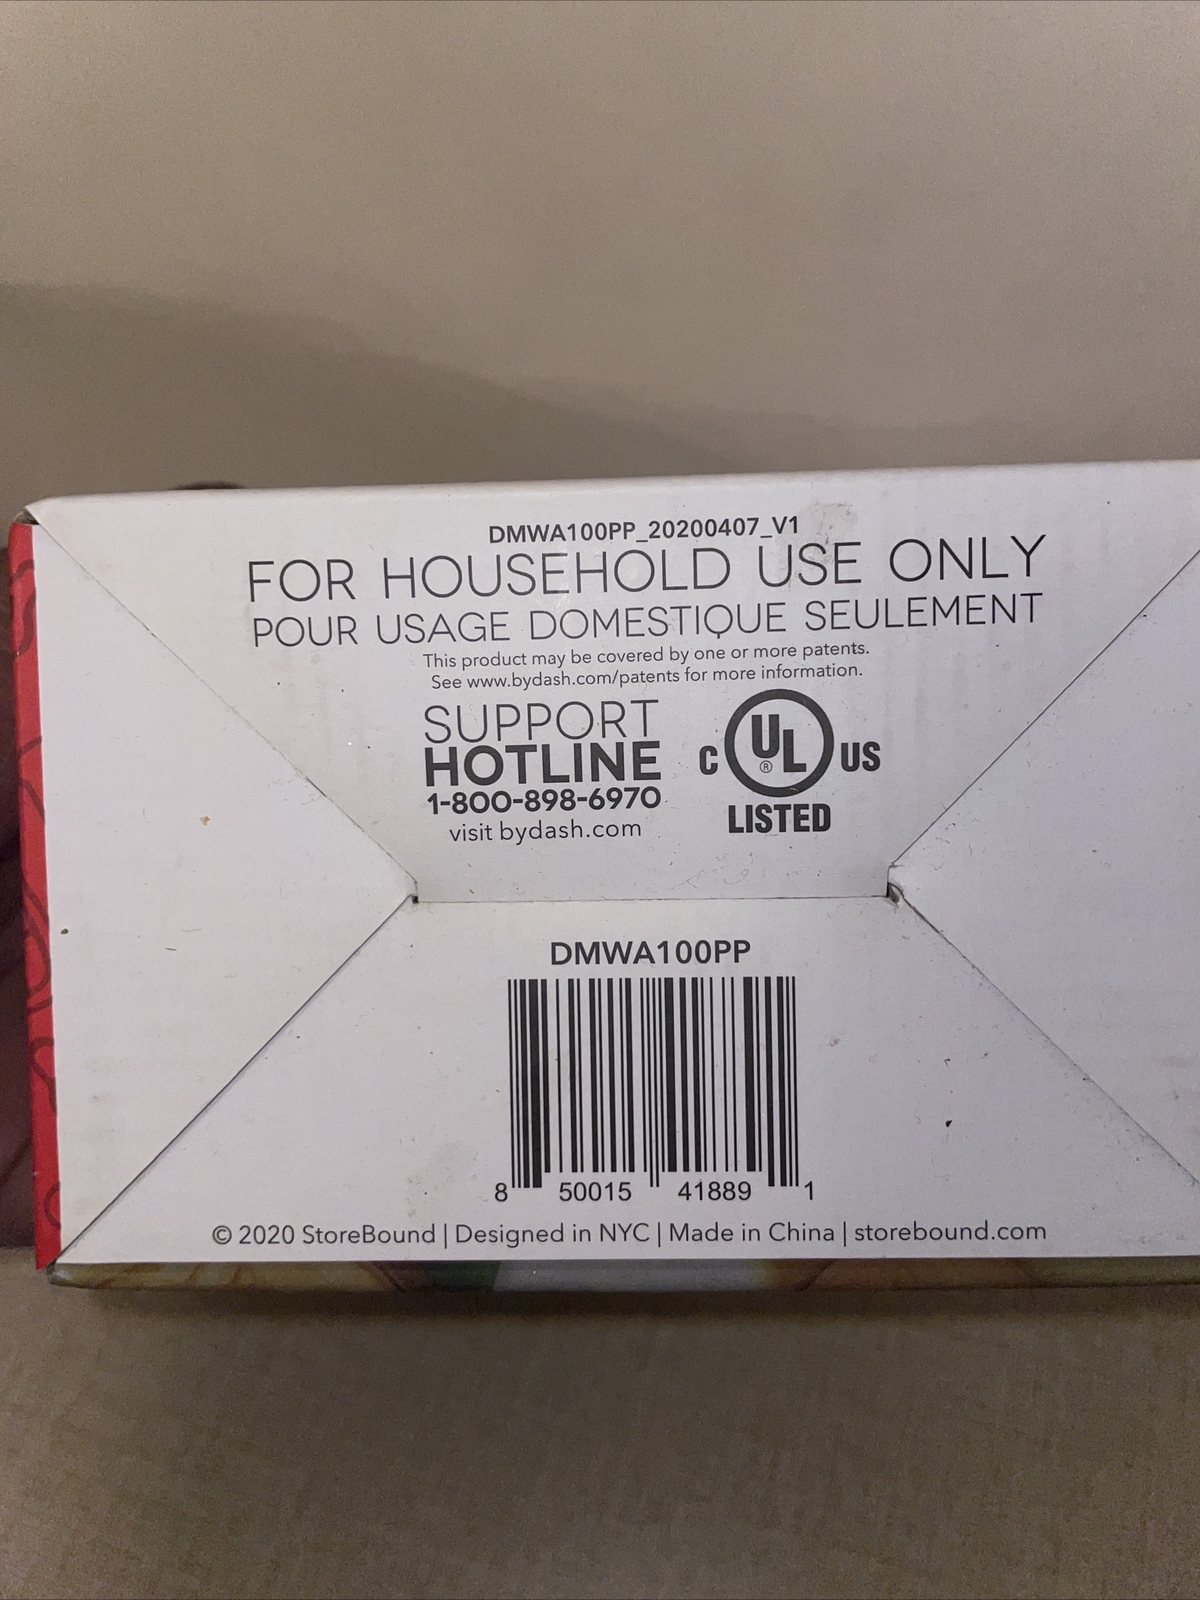 DMWA100PP_20200407_V1
FOR HOUSEHOLD USE ONLY
POUR USAGE DOMESTIQUE SEULEMENT
This product may be covered by one or more patents.
See www.bydash.com/patents for more information.
SUPPORT
HOTLINE
1-800-898-6970
visit bydash.com
C UL ® US
LISTED
DMWA100PP
8 50015 41889 1
© 2020 StoreBound | Designed in NYC | Made in China | storebound.com